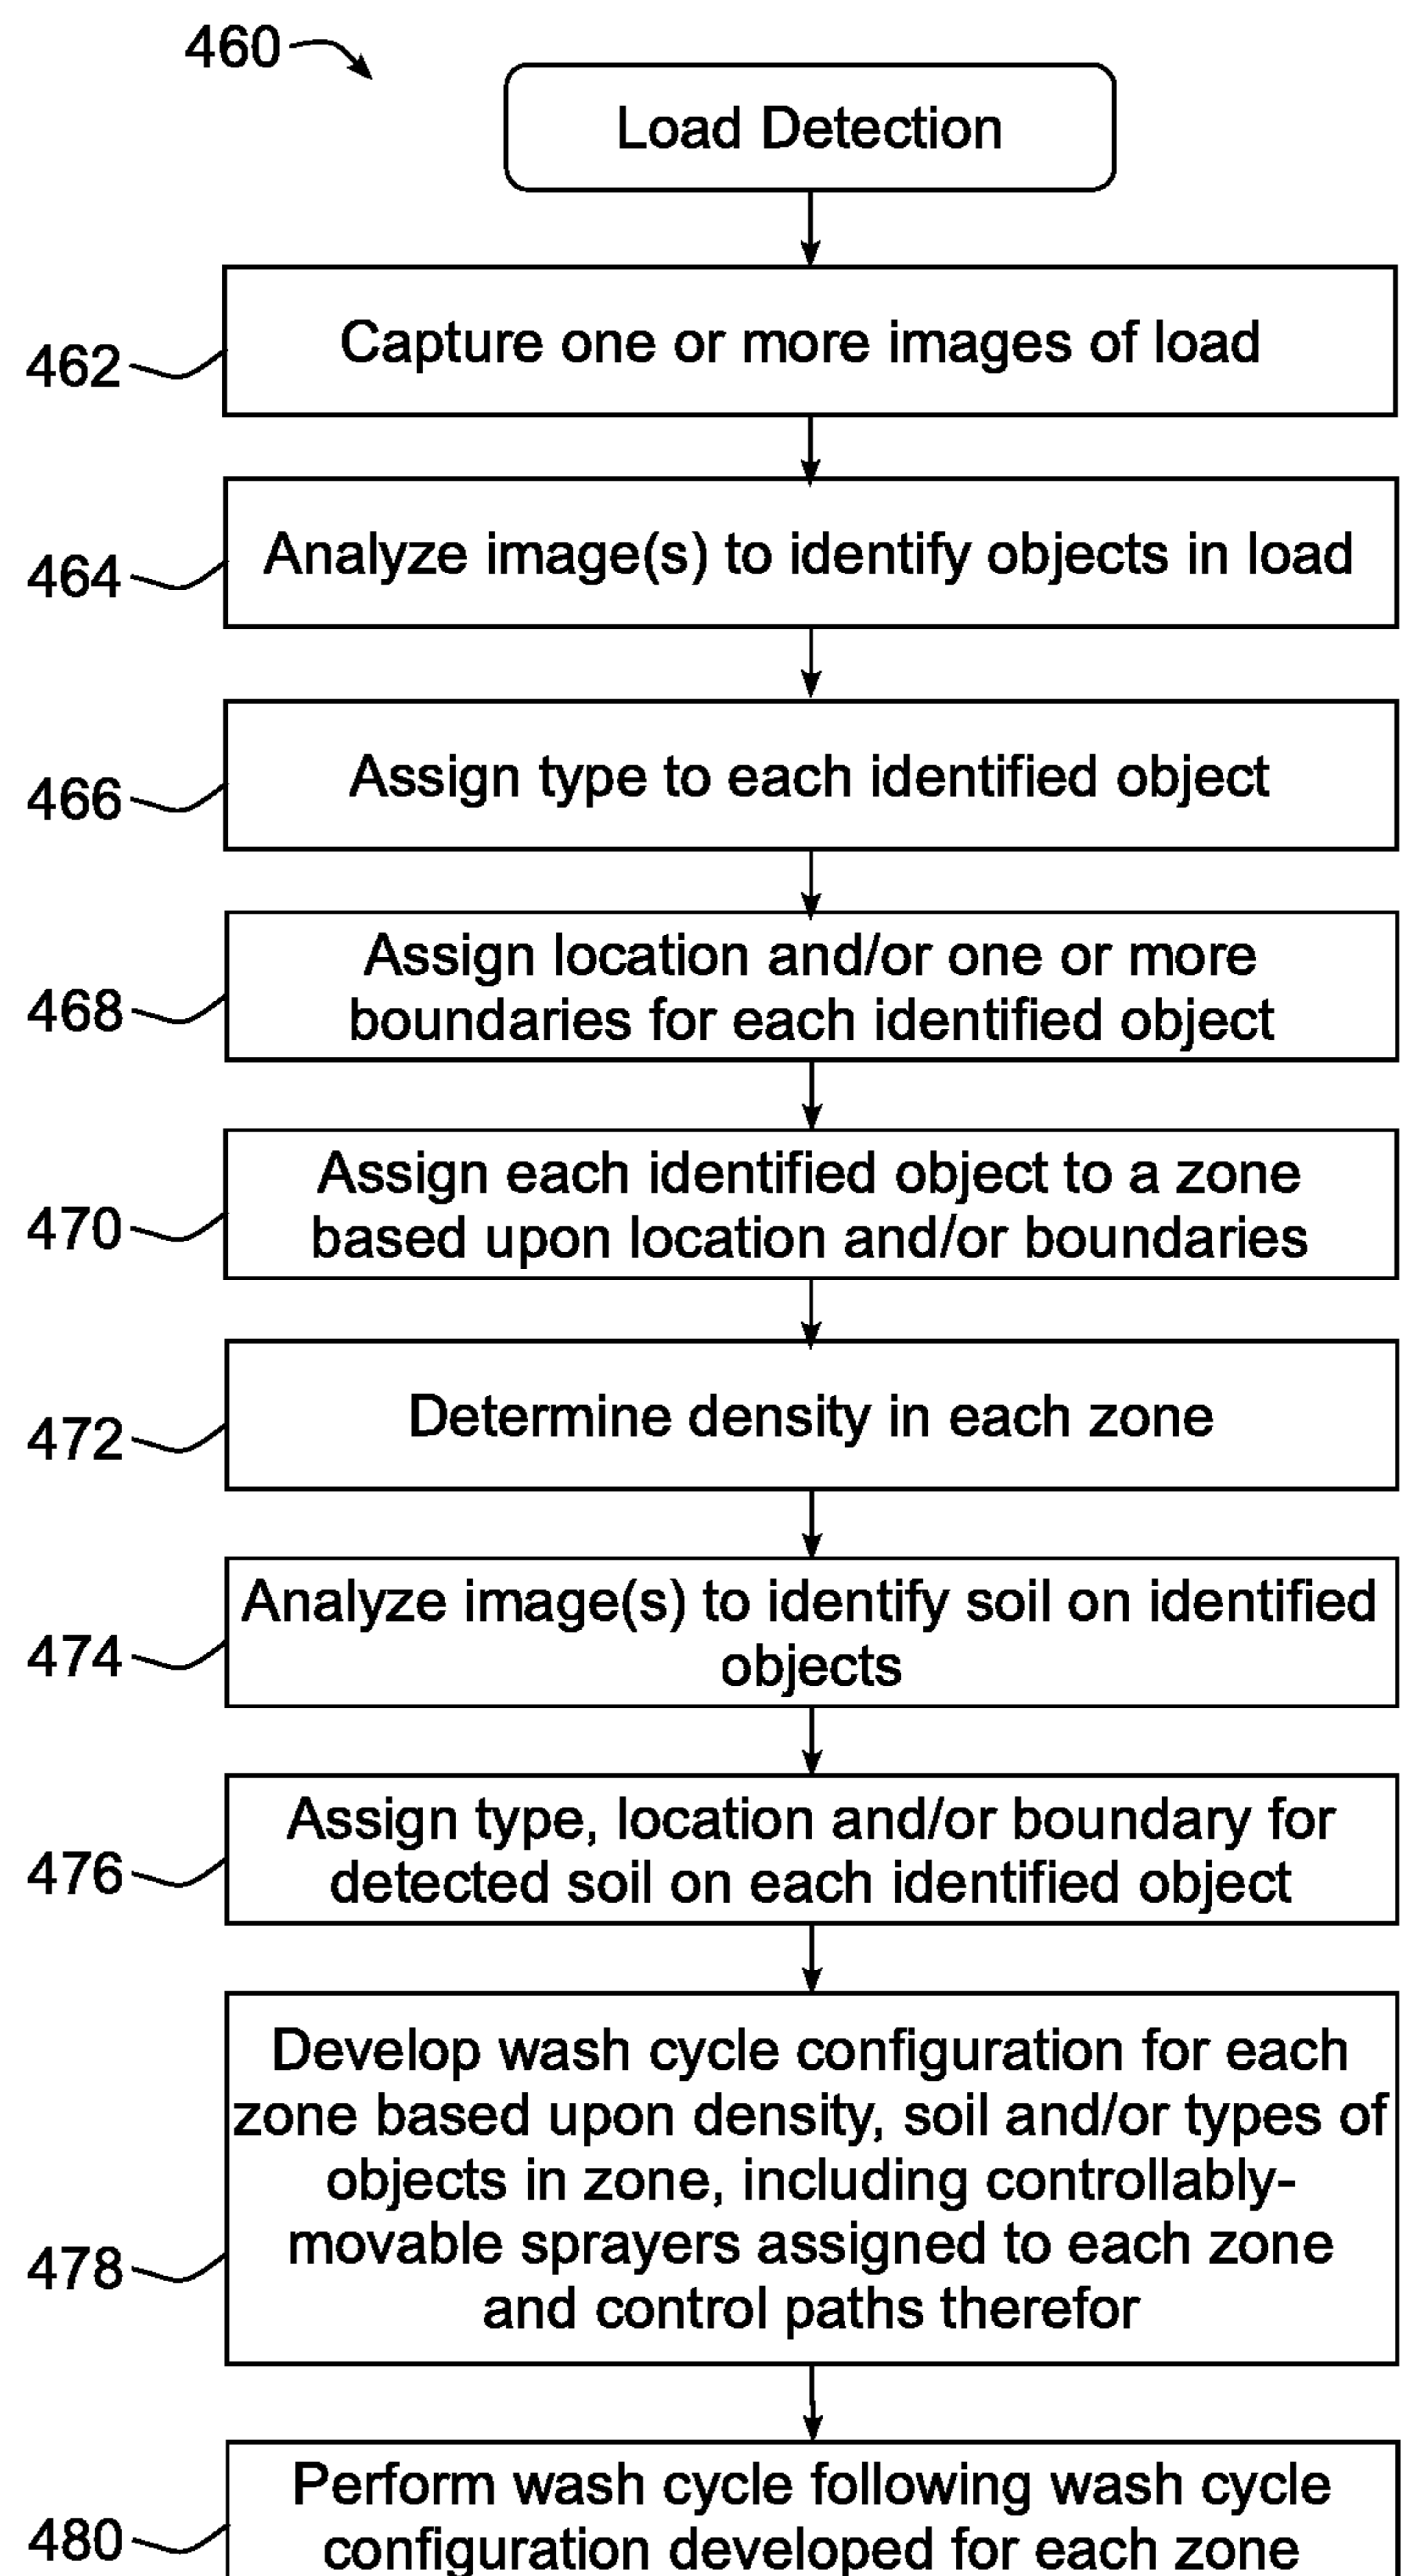 460
Load Detection
462
Capture one or more images of load
464
Analyze image(s) to identify objects in load
466
Assign type to each identified object
468
Assign location and/or one or more
boundaries for each identified object
470
Assign each identified object to a zone
based upon location and/or boundaries
472
Determine density in each zone
474
Analyze image(s) to identify soil on identified
objects
476
Assign type, location and/or boundary for
detected soil on each identified object
478
Develop wash cycle configuration for each
zone based upon density, soil and/or types of
objects in zone, including controllably-
movable sprayers assigned to each zone
and control paths therefor
480
Perform wash cycle following wash cycle
configuration developed for each zone